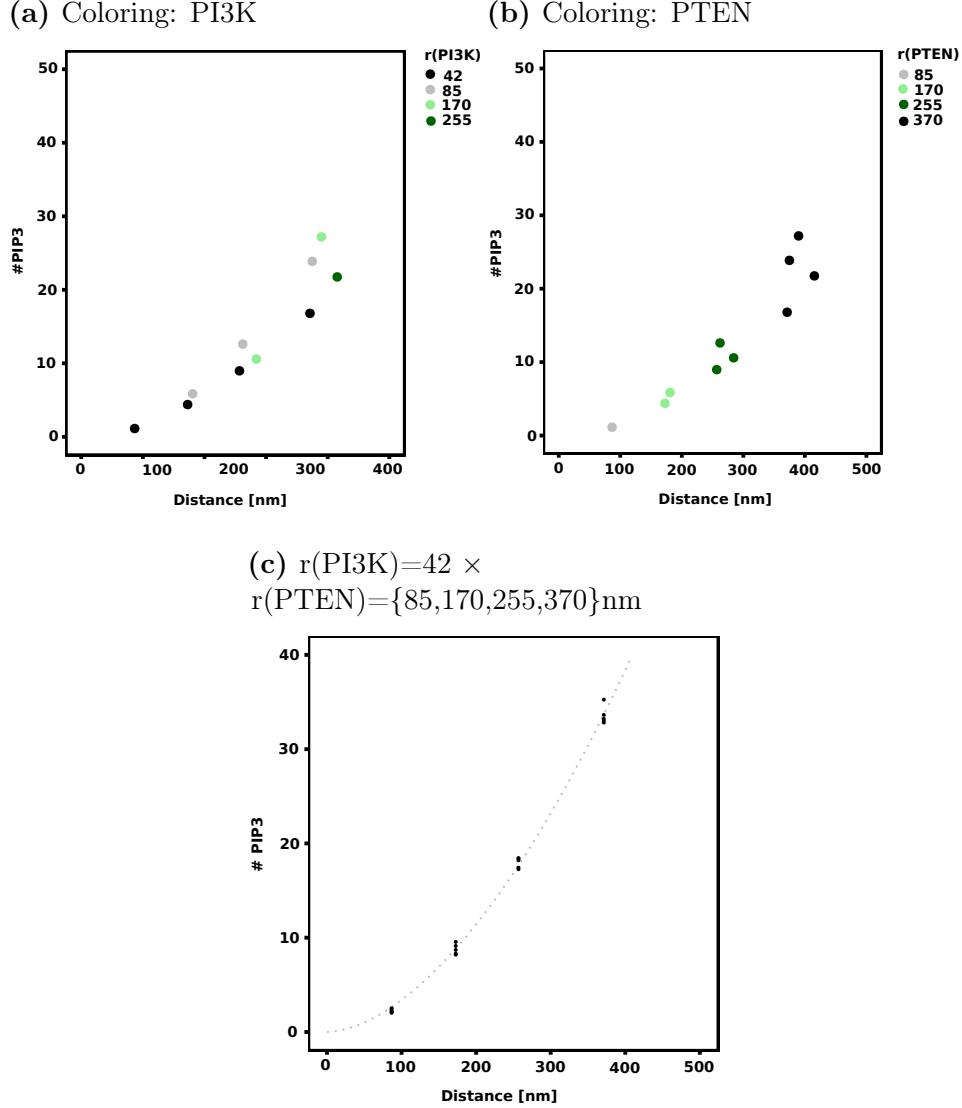 (a) Coloring: PI3K
r(PI3K)
42
85
170
255
50
40
30
20
10
0
#PIP3
0 100 200 300 400
Distance [nm]
(b) Coloring: PTEN
r(PTEN)
85
170
255
370
50
40
30
20
10
0
#PIP3
0 100 200 300 400 500
Distance [nm]
(c) r(PI3K)=42 ×
r(PTEN)={85,170,255,370}nm
40
30
20
10
0
# PIP3
0 100 200 300 400 500
Distance [nm]